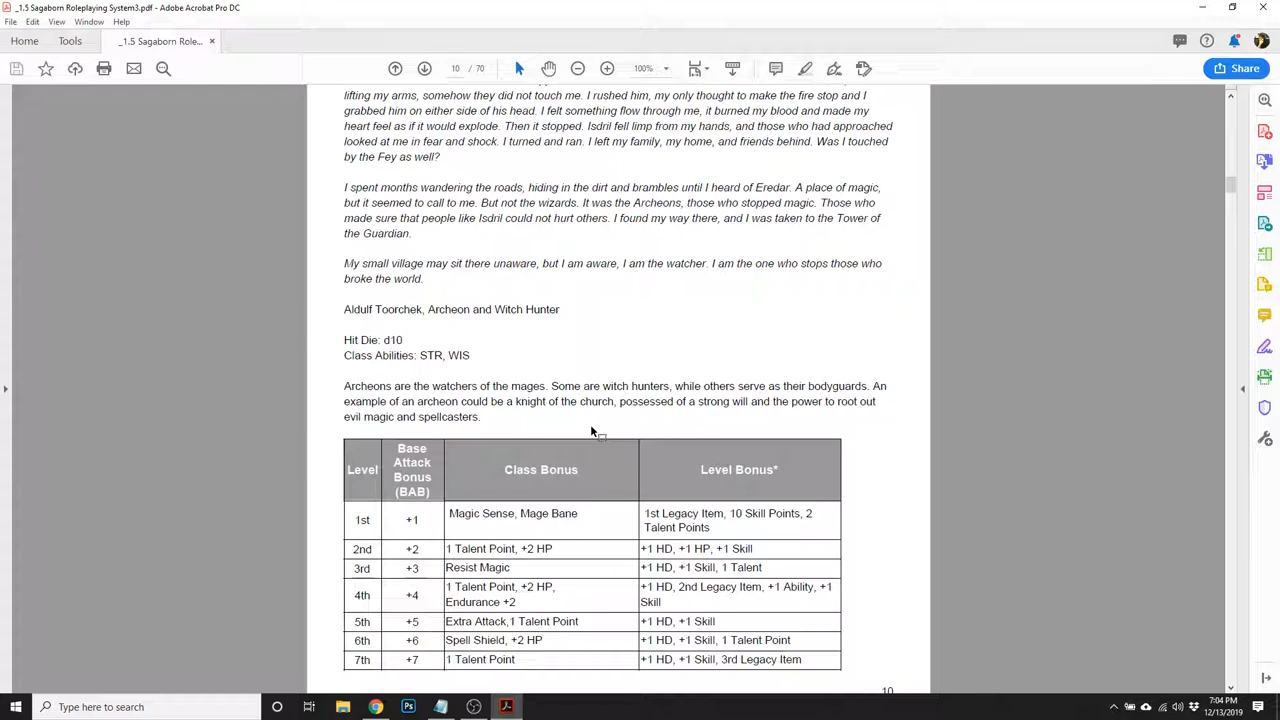 _1.5 Sagaborn Roleplaying System3.pdf - Adobe Acrobat Pro DC
File Edit View Window Help
Home Tools _1.5 Sagaborn Role... ×
10 / 70 100% Share
lifting my arms, somehow they did not touch me. I rushed him, my only thought to make the fire stop and I
grabbed him on either side of his head. I felt something flow through me, it burned my blood and made my
heart feel as if it would explode. Then it stopped. Isdril fell limp from my hands, and those who had approached
looked at me in fear and shock. I turned and ran. I left my family, my home, and friends behind. Was I touched
by the Fey as well?
I spent months wandering the roads, hiding in the dirt and brambles until I heard of Eredar. A place of magic,
but it seemed to call to me. But not the wizards. It was the Archeons, those who stopped magic. Those who
made sure that people like Isdril could not hurt others. I found my way there, and I was taken to the Tower of
the Guardian.
My small village may sit there unaware, but I am aware, I am the watcher. I am the one who stops those who
broke the world.
Aldulf Toorchek, Archeon and Witch Hunter
Hit Die: d10
Class Abilities: STR, WIS
Archeons are the watchers of the mages. Some are witch hunters, while others serve as their bodyguards. An
example of an archeon could be a knight of the church, possessed of a strong will and the power to root out
evil magic and spellcasters.
Level Base Attack Bonus (BAB) Class Bonus Level Bonus*
1st +1 Magic Sense, Mage Bane 1st Legacy Item, 10 Skill Points, 2
Talent Points
2nd +2 1 Talent Point, +2 HP +1 HD, +1 HP, +1 Skill
3rd +3 Resist Magic +1 HD, +1 Skill, 1 Talent
4th +4 1 Talent Point, +2 HP, +1 HD, 2nd Legacy Item, +1 Ability, +1
Endurance +2 Skill
5th +5 Extra Attack,1 Talent Point +1 HD, +1 Skill
6th +6 Spell Shield, +2 HP +1 HD, +1 Skill, 1 Talent Point
7th +7 1 Talent Point +1 HD, +1 Skill, 3rd Legacy Item
10
Type here to search
7:04 PM
12/13/2019